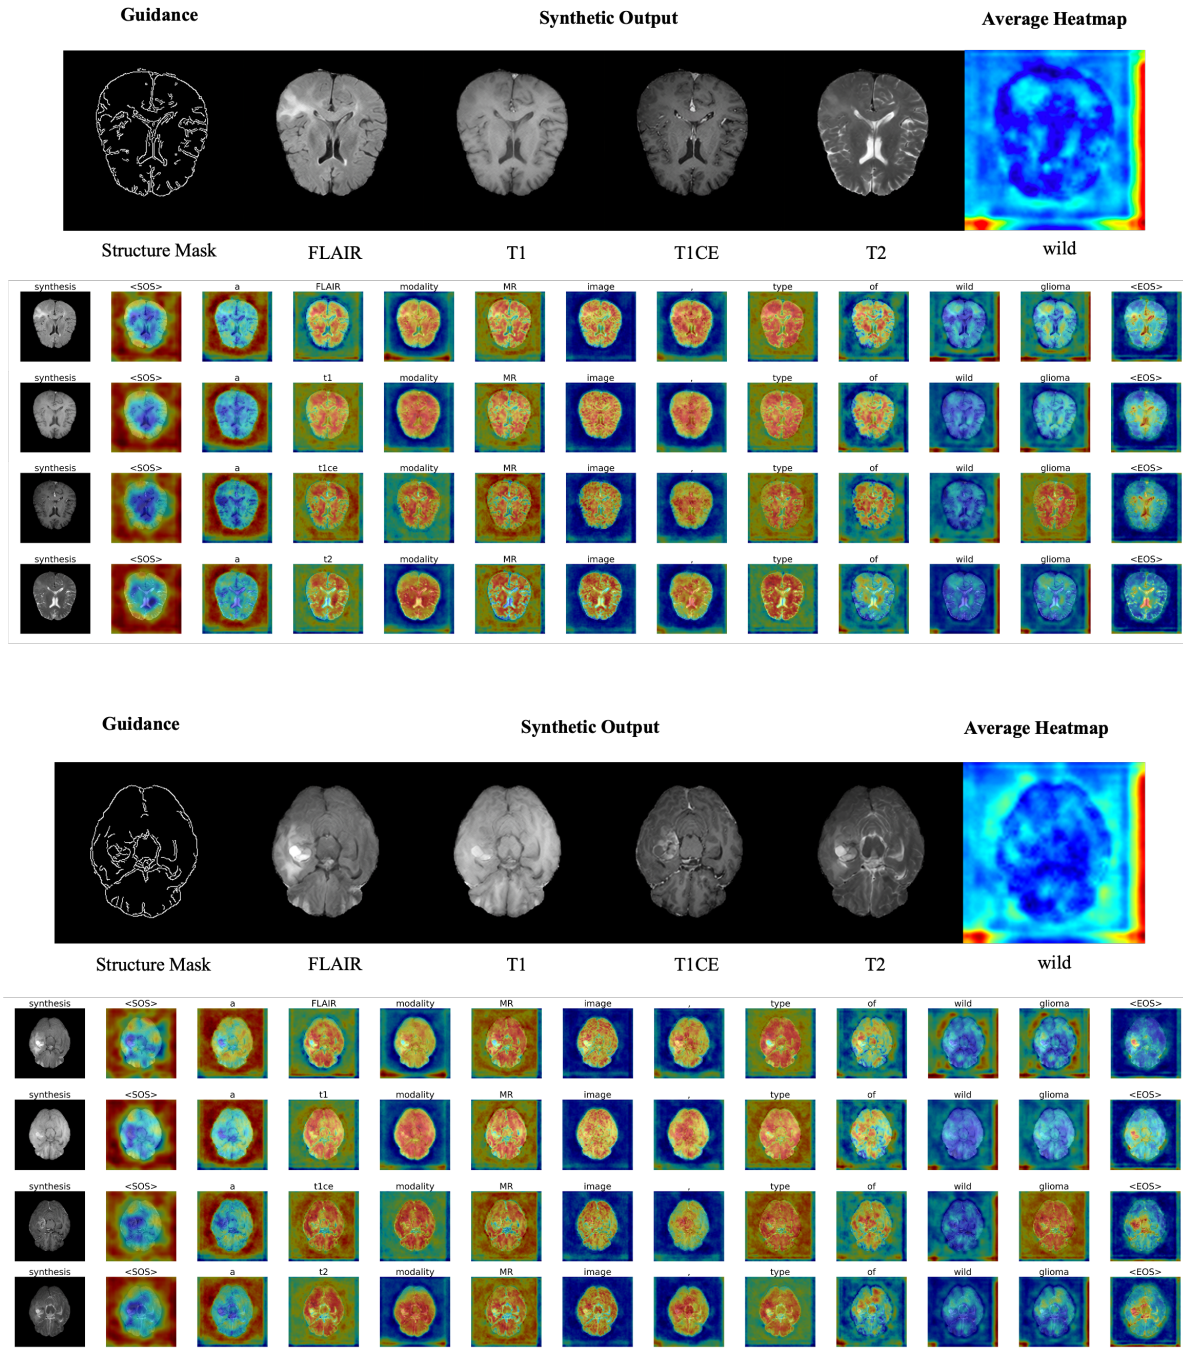 Guidance Synthetic Output Average Heatmap
Structure Mask FLAIR T1 T1CE T2 wild
synthesis <SOS> a FLAIR modality MR image , type of wild glioma <EOS>
synthesis <SOS> a t1 modality MR image , type of wild glioma <EOS>
synthesis <SOS> a t1ce modality MR image , type of wild glioma <EOS>
synthesis <SOS> a t2 modality MR image , type of wild glioma <EOS>
Guidance Synthetic Output Average Heatmap
Structure Mask FLAIR T1 T1CE T2 wild
synthesis <SOS> a FLAIR modality MR image , type of wild glioma <EOS>
synthesis <SOS> a t1 modality MR image , type of wild glioma <EOS>
synthesis <SOS> a t1ce modality MR image , type of wild glioma <EOS>
synthesis <SOS> a t2 modality MR image , type of wild glioma <EOS>